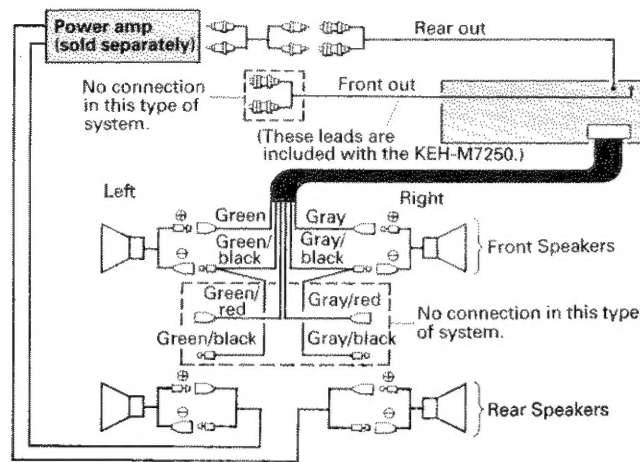 Power amp
(sold separately)
Rear out
No connection
in this type of
system.
Front out
(These leads are
included with the KEH-M7250.)
Left
Right
⊕
Green
Gray
⊕
Green/
black
Gray/
black
⊖
⊖
Front Speakers
Green/
red
Gray/red
No connection in this type
of system.
Green/black
Gray/black
⊕
⊕
⊖
⊖
Rear Speakers